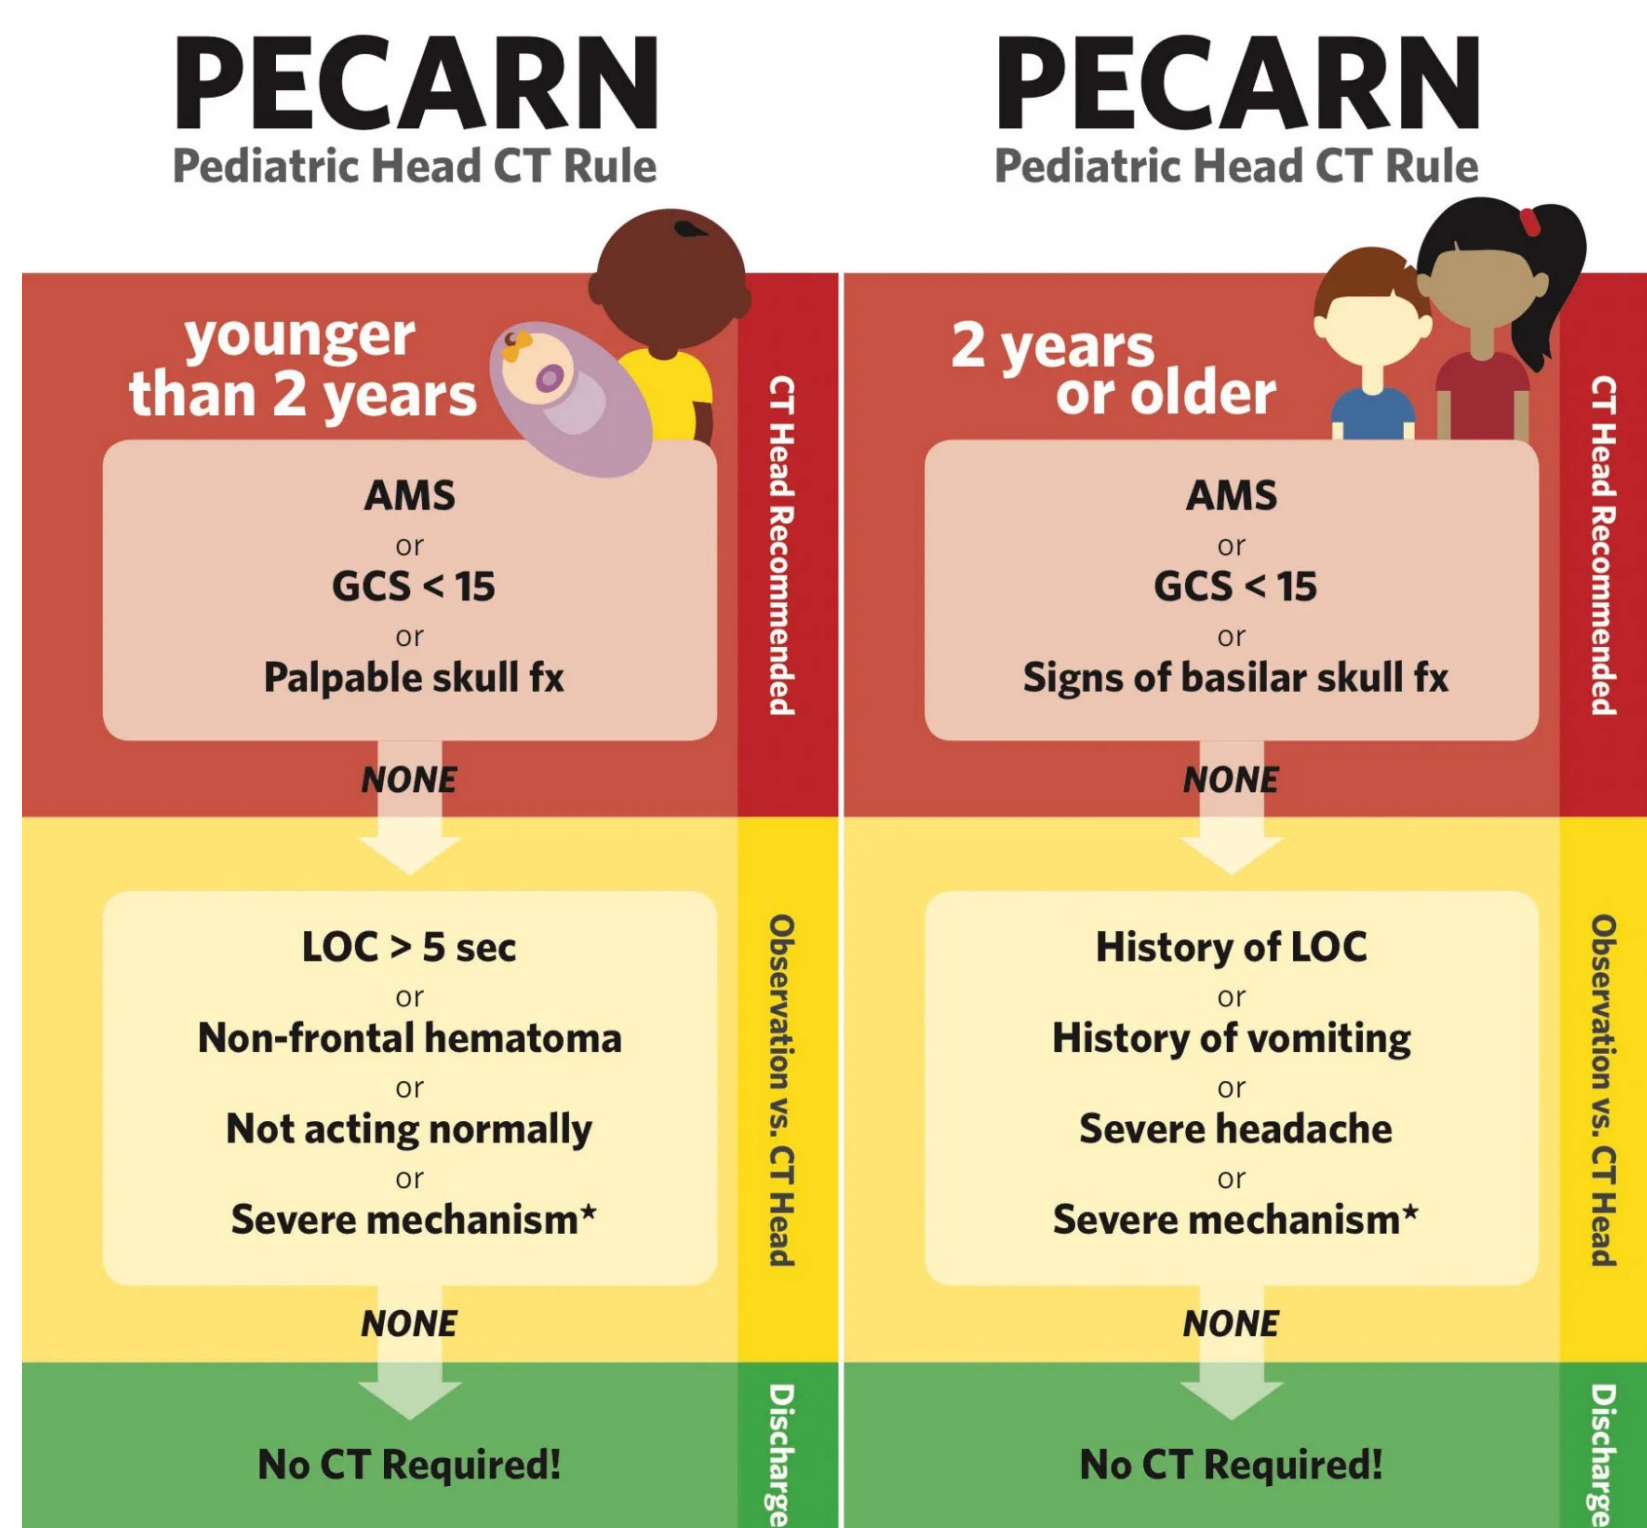 PECARN
Pediatric Head CT Rule
younger
than 2 years
AMS
or
GCS < 15
or
Palpable skull fx
NONE
CT Head Recommended
LOC > 5 sec
or
Non-frontal hematoma
or
Not acting normally
or
Severe mechanism*
NONE
Observation vs. CT Head
No CT Required!
Discharge
PECARN
Pediatric Head CT Rule
2 years
or older
AMS
or
GCS < 15
or
Signs of basilar skull fx
NONE
CT Head Recommended
History of LOC
or
History of vomiting
or
Severe headache
or
Severe mechanism*
NONE
Observation vs. CT Head
No CT Required!
Discharge